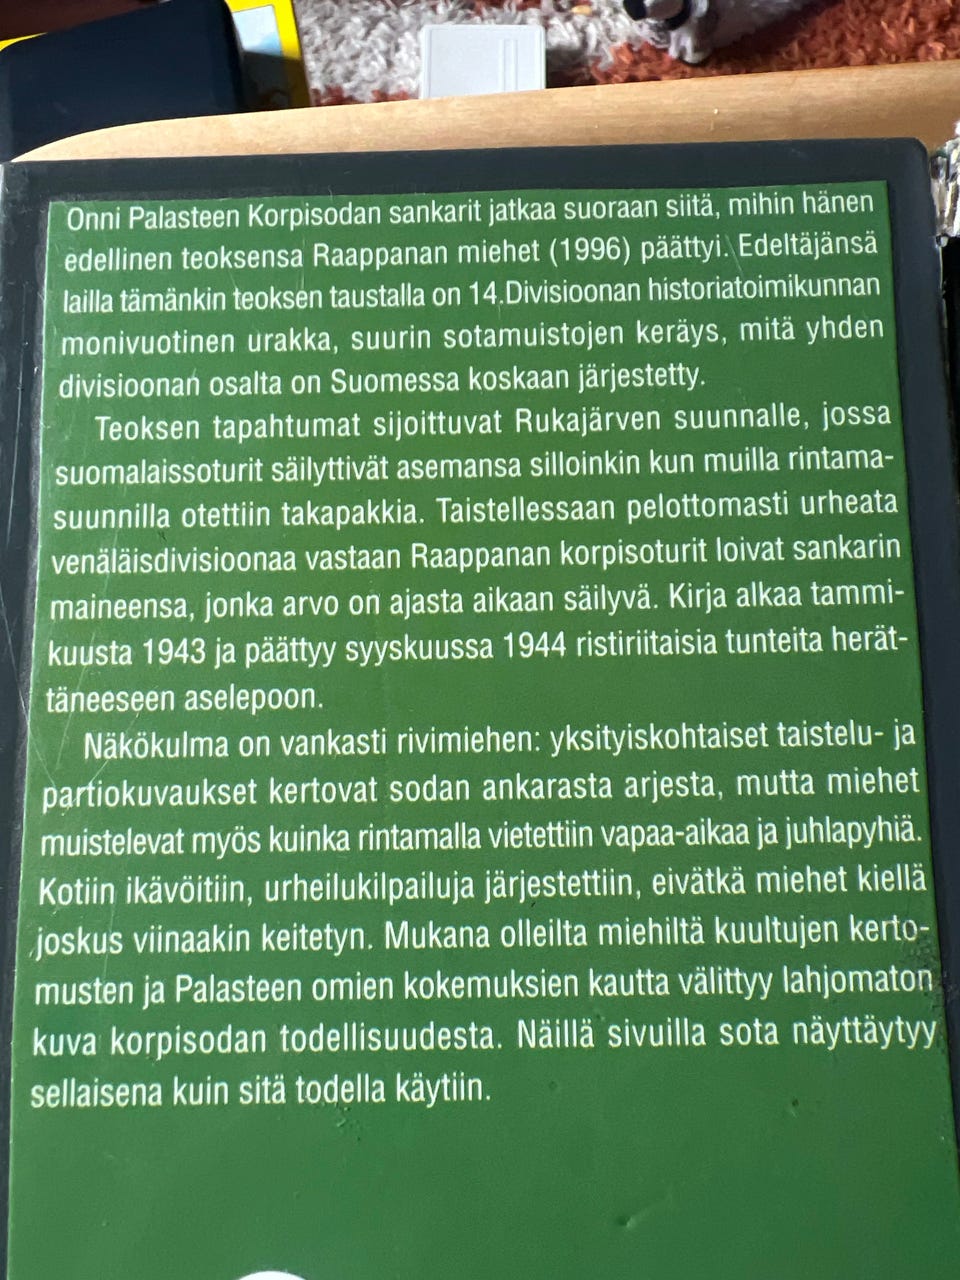 Onni Palasteen Korpisodan sankarit jatkaa suoraan siitä, mihin hänen
edellinen teoksensa Raappanan miehet (1996) päättyi. Edeltäjänsä
lailla tämänkin teoksen taustalla on 14.Divisioonan historiatoimikunnan
monivuotinen urakka, suurin sotamuistojen keräys, mitä yhden
divisioonan osalta on Suomessa koskaan järjestetty.
Teoksen tapahtumat sijoittuvat Rukajärven suunnalle, jossa
suomalaissoturit säilyttivät asemansa silloinkin kun muilla rintama-
suunnilla otettiin takapakkia. Taistellessaan pelottomasti urheata
venäläisdivisioonaa vastaan Raappanan korpisoturit loivat sankarin
maineensa, jonka arvo on ajasta aikaan säilyvä. Kirja alkaa tammi-
kuusta 1943 ja päättyy syyskuussa 1944 ristiriitaisia tunteita herät-
täneeseen aselepoon.
Näkökulma on vankasti rivimiehen: yksityiskohtaiset taistelu- ja
partiokuvaukset kertovat sodan ankarasta arjesta, mutta miehet
muistelevat myös kuinka rintamalla vietettiin vapaa-aikaa ja juhlapyhiä.
Kotiin ikävöitiin, urheilukilpailuja järjestettiin, eivätkä miehet kiellä
joskus viinaakin keitetyn. Mukana olleilta miehiltä kuultujen kerto-
musten ja Palasteen omien kokemuksien kautta välittyy lahjomaton
kuva korpisodan todellisuudesta. Näillä sivuilla sota näyttäytyy
sellaisena kuin sitä todella käytiin.